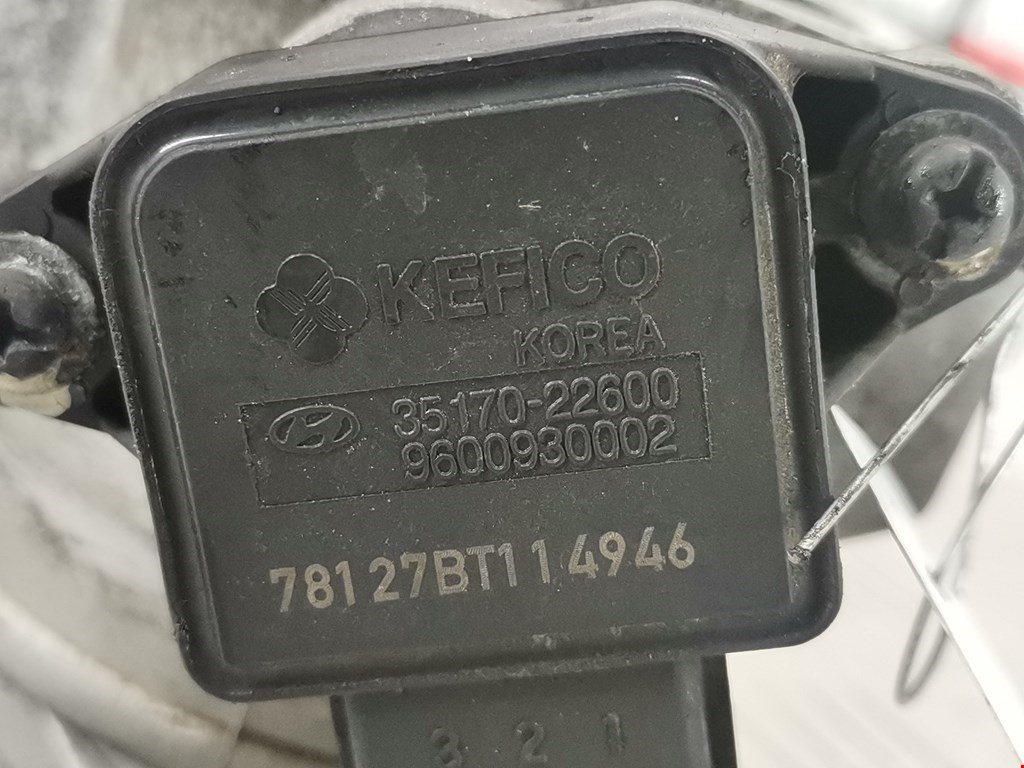 KEFICO
KOREA
35170-22600
9600930002
78127BT114946
3 2 1